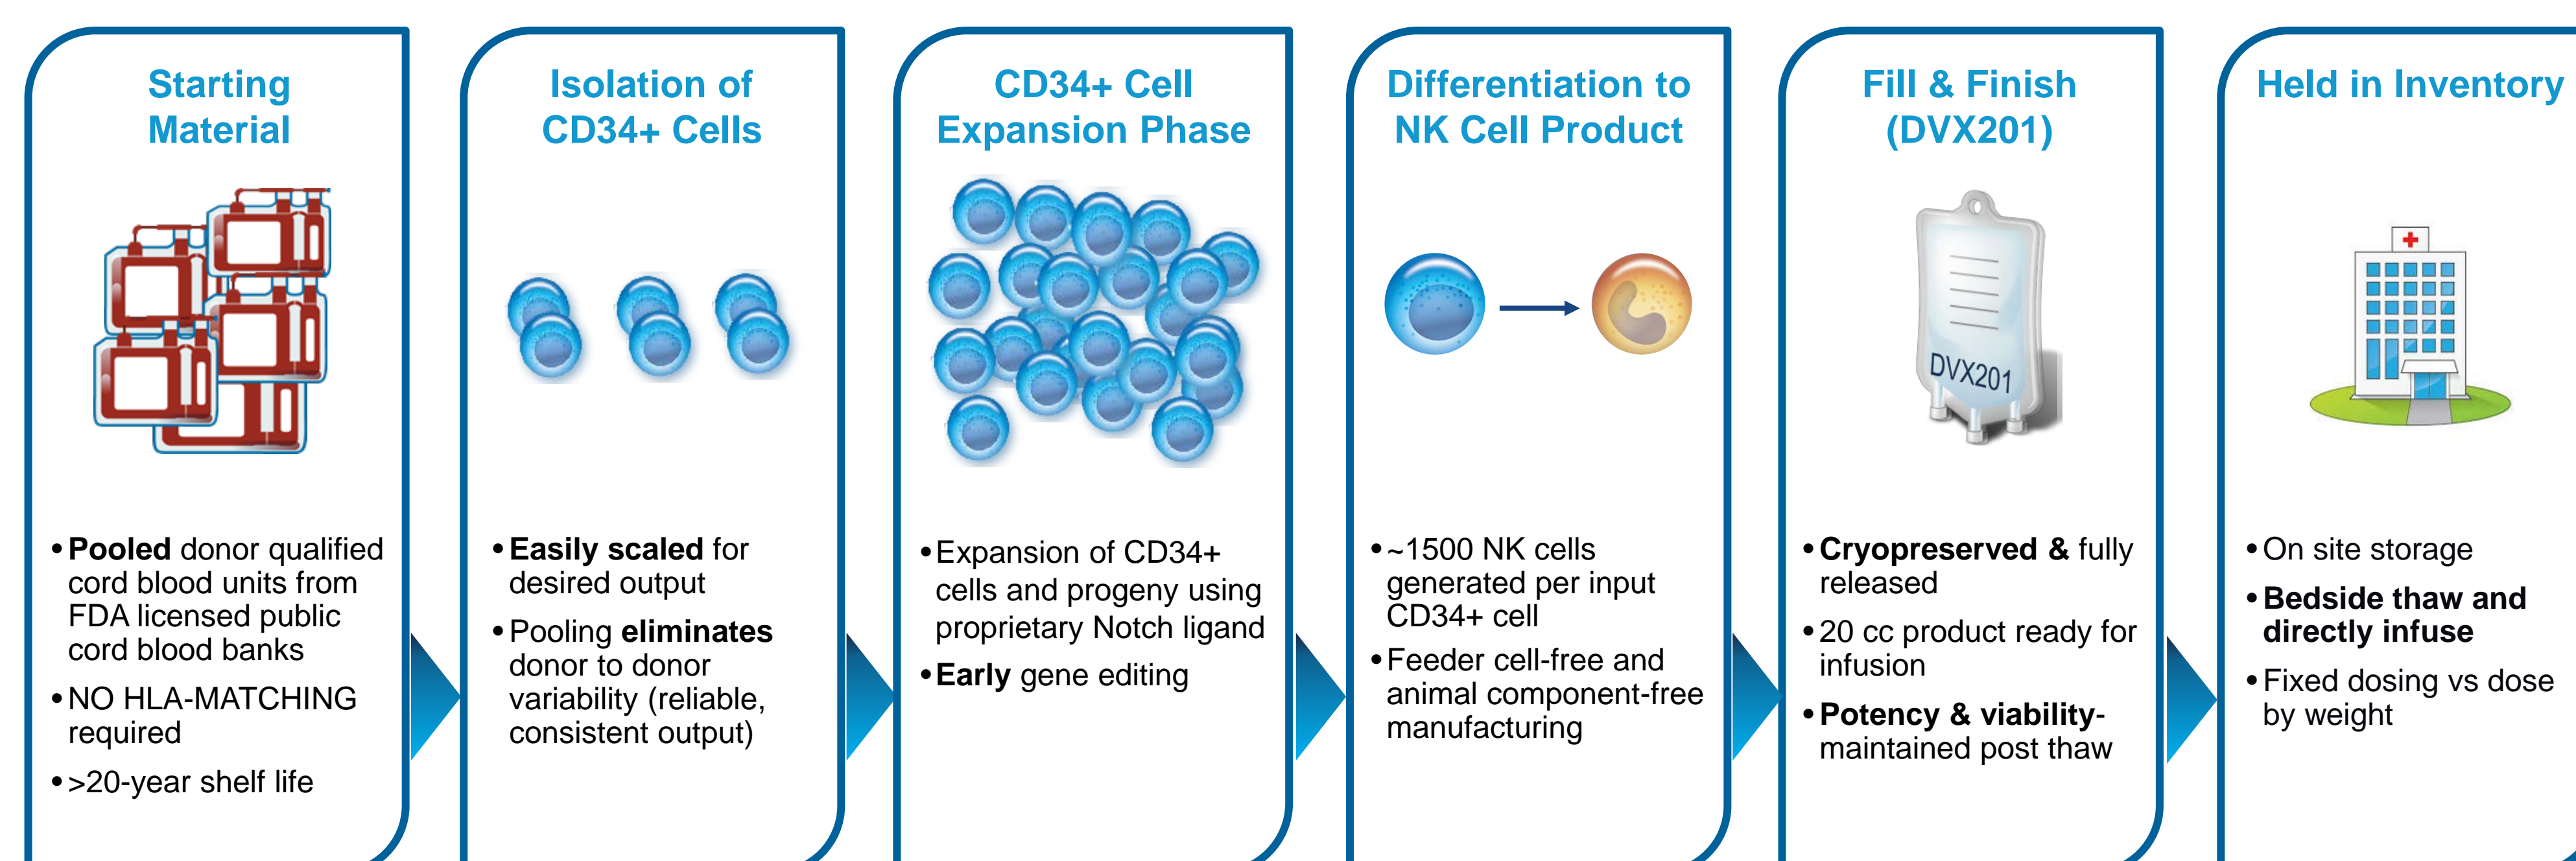 Starting
Material
• Pooled donor qualified
cord blood units from
FDA licensed public
cord blood banks
• NO HLA-MATCHING
required
• >20-year shelf life
Isolation of
CD34+ Cells
• Easily scaled for
desired output
• Pooling eliminates
donor to donor
variability (reliable,
consistent output)
CD34+ Cell
Expansion Phase
• Expansion of CD34+
cells and progeny using
proprietary Notch ligand
• Early gene editing
Differentiation to
NK Cell Product
• ~1500 NK cells
generated per input
CD34+ cell
• Feeder cell-free and
animal component-free
manufacturing
Fill & Finish
(DVX201)
DVX201
• Cryopreserved & fully
released
• 20 cc product ready for
infusion
• Potency & viability-
maintained post thaw
Held in Inventory
• On site storage
• Bedside thaw and
directly infuse
• Fixed dosing vs dose
by weight